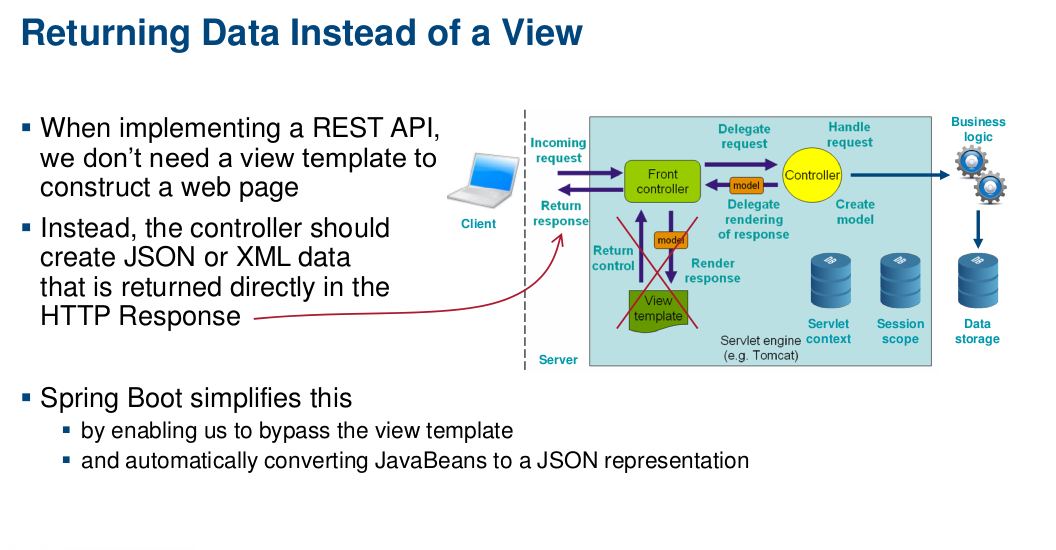 Returning Data Instead of a View
▪ When implementing a REST API,
we don’t need a view template to
construct a web page
▪ Instead, the controller should
create JSON or XML data
that is returned directly in the
HTTP Response
▪ Spring Boot simplifies this
▪ by enabling us to bypass the view template
▪ and automatically converting JavaBeans to a JSON representation
Client
Server
Incoming
request
Return
response
Front
controller
Delegate
request
model
Delegate
rendering
of response
Handle
request
Controller
Create
model
Business
logic
Return
control
model
Render
response
View
template
Servlet engine
(e.g. Tomcat)
DB
Servlet
context
DB
Session
scope
DB
Data
storage